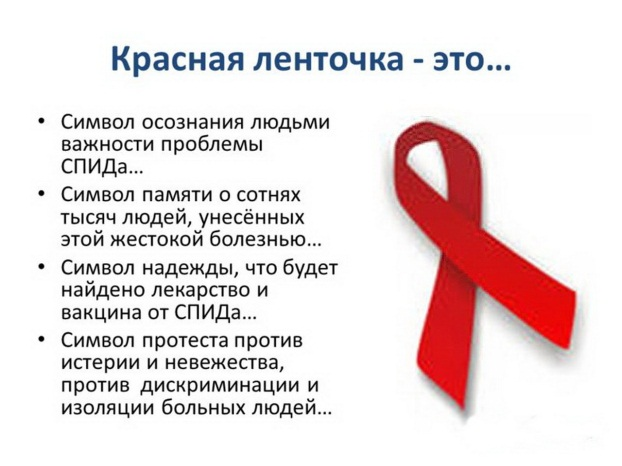 Красная ленточка - это...
• Символ осознания людьми
важности проблемы
СПИДа...
• Символ памяти о сотнях
тысяч людей, унесённых
этой жестокой болезнью...
• Символ надежды, что будет
найдено лекарство и
вакцина от СПИДа...
• Символ протеста против
истерии и невежества,
против дискриминации и
изоляции больных людей...